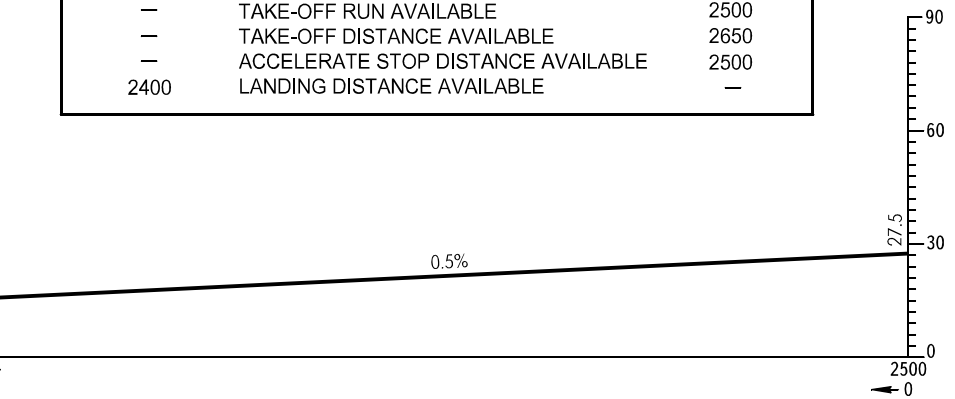 — TAKE-OFF RUN AVAILABLE 2500
— TAKE-OFF DISTANCE AVAILABLE 2650
— ACCELERATE STOP DISTANCE AVAILABLE 2500
2400 LANDING DISTANCE AVAILABLE —
90
60
27.5
30
0.5%
0
2500
0